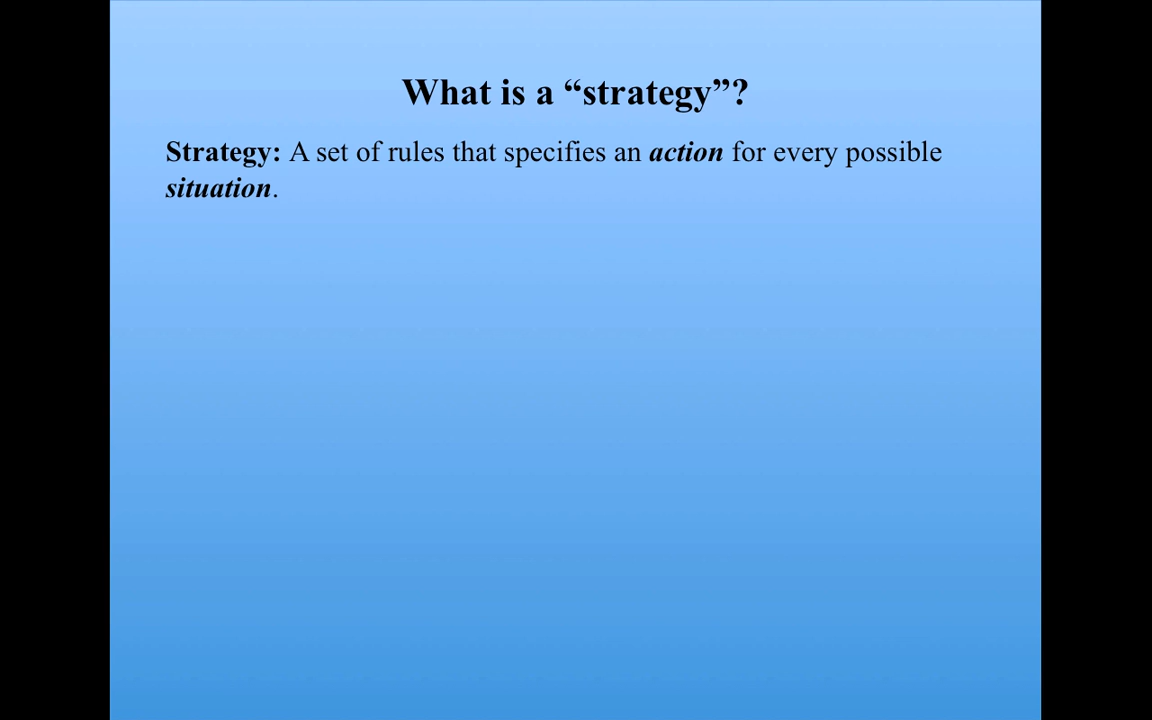 What is a “strategy”?
Strategy: A set of rules that specifies an action for every possible
situation.